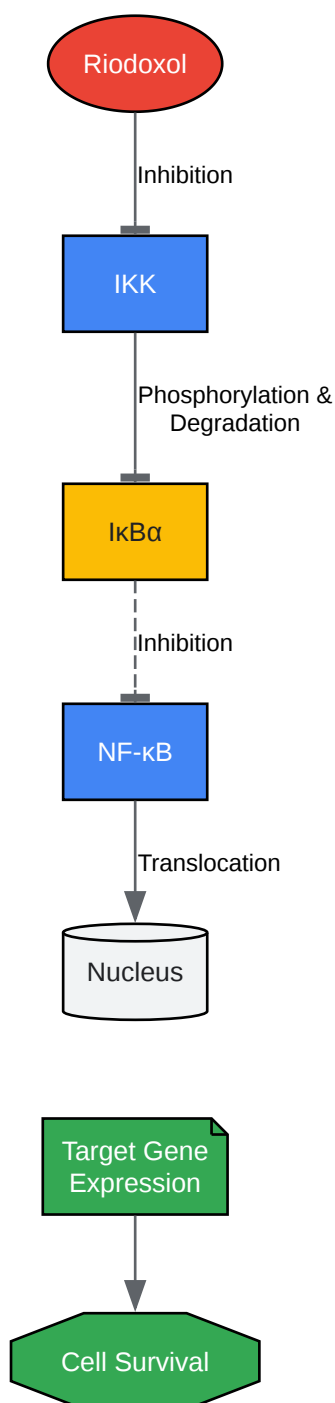 Riodoxol
Inhibition
IKK
Phosphorylation &
Degradation
IκBα
Inhibition
NF-κB
Translocation
Nucleus
Target Gene
Expression
Cell Survival